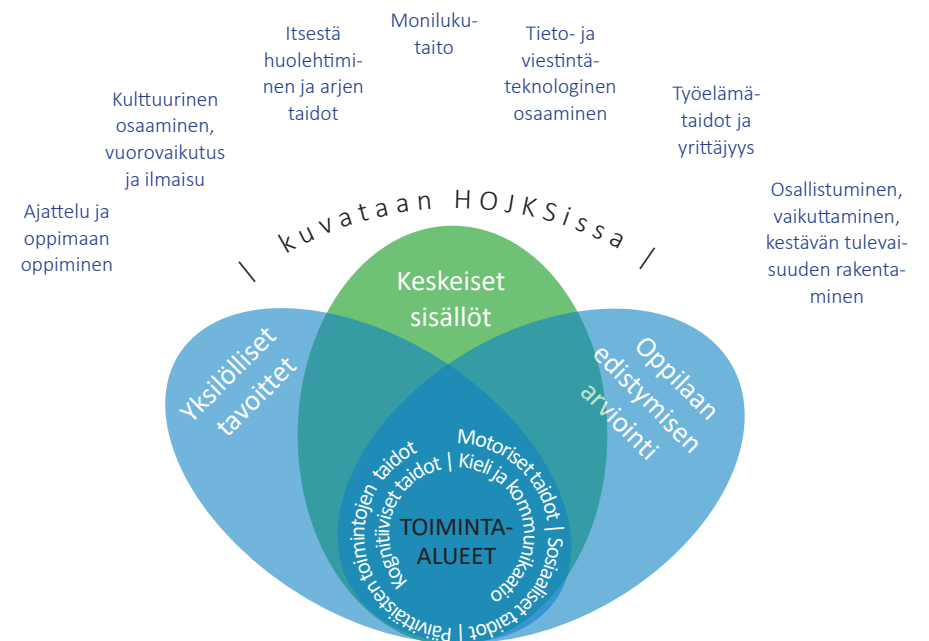 Ajattelu ja
oppimaan
oppiminen
Kulttuurinen
osaaminen,
vuorovaikutus
ja ilmaisu
Itsestä
huolehtimi-
nen ja arjen
taidot
Moniluku-
taito
Tieto- ja
viestintä-
teknologinen
osaaminen
Työelämä-
taidot ja
yrittäjyys
Osallistuminen,
vaikuttaminen,
kestävän tulevai-
suuden rakenta-
minen
| kuvataan HOJKSissa |
Keskeiset
sisällöt
Yksilölliset
tavoittet
Oppilaan
edistymisen
arviointi
Motoriset taidot | Sosiaaliset taidot | Päivittäisten toimintojen taidot
Kognitiiviset taidot | Kieli ja kommunikaatio
TOIMINTA-
ALUEET